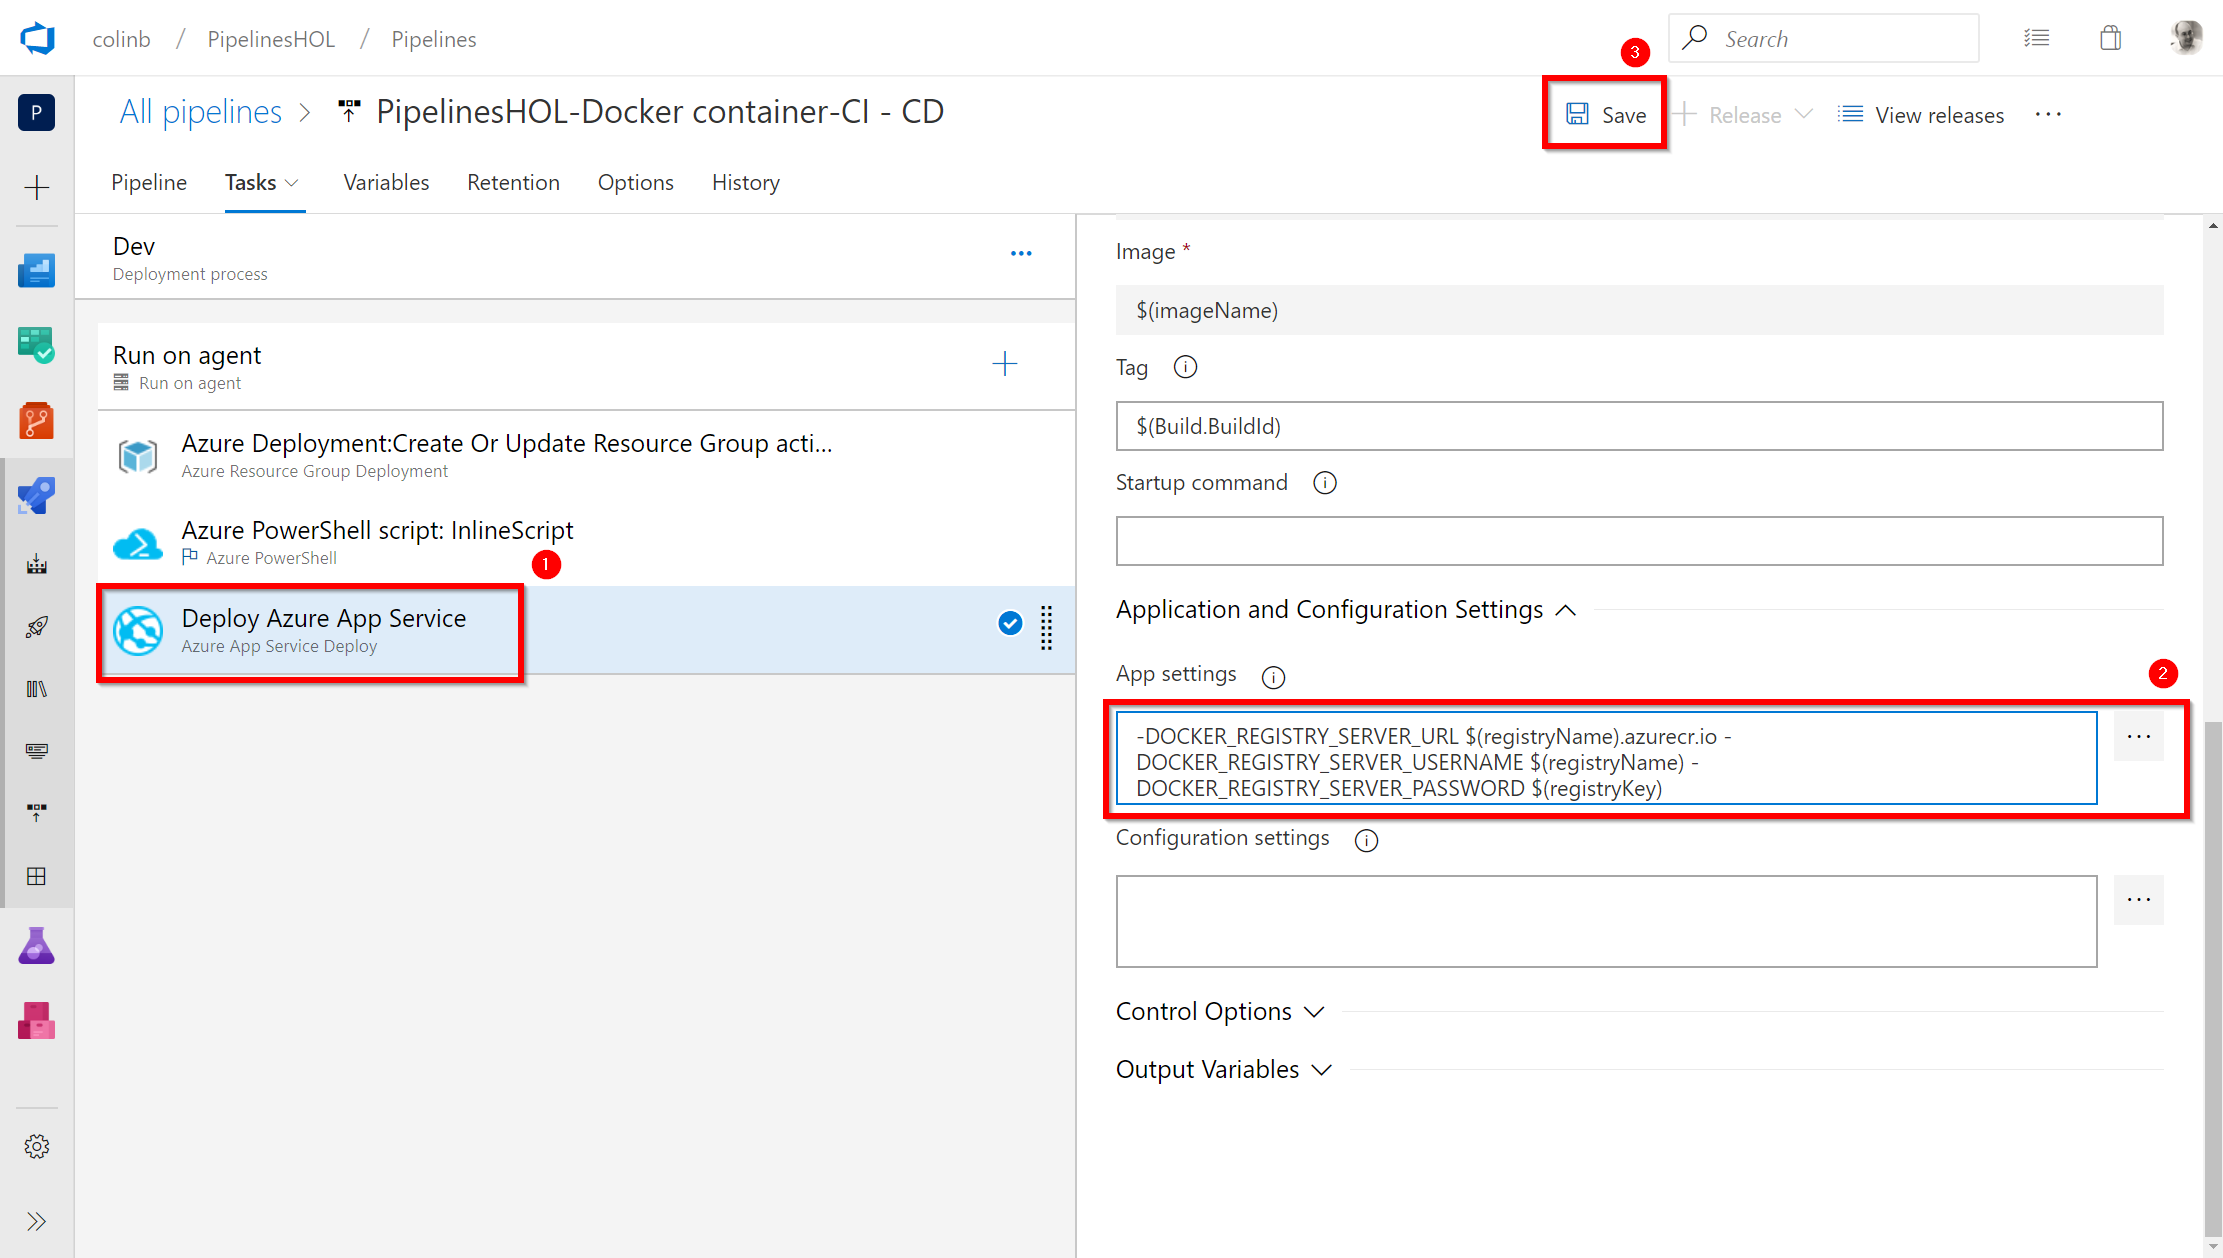 colinb / PipelinesHOL / Pipelines
Search
3
P
All pipelines > PipelinesHOL-Docker container-CI - CD
Save
+ Release
View releases
...
Pipeline
Tasks
Variables
Retention
Options
History
Dev
Deployment process
...
Run on agent
Run on agent
Azure Deployment:Create Or Update Resource Group acti...
Azure Resource Group Deployment
Azure PowerShell script: InlineScript
Azure PowerShell
1
Deploy Azure App Service
Azure App Service Deploy
Image *
$(imageName)
Tag
$(Build.BuildId)
Startup command
Application and Configuration Settings
App settings
2
-DOCKER_REGISTRY_SERVER_URL $(registryName).azurecr.io -
DOCKER_REGISTRY_SERVER_USERNAME $(registryName) -
DOCKER_REGISTRY_SERVER_PASSWORD $(registryKey)
...
Configuration settings
...
Control Options
Output Variables